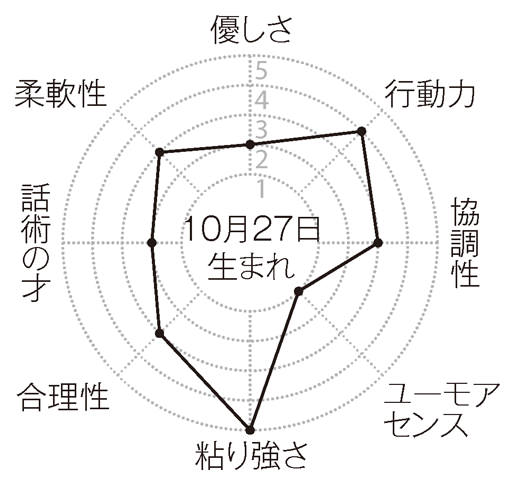 優しさ
行動力
協調性
ユーモア
センス
粘り強さ
合理性
話術の才
柔軟性
5
4
3
2
1
10月27日
生まれ